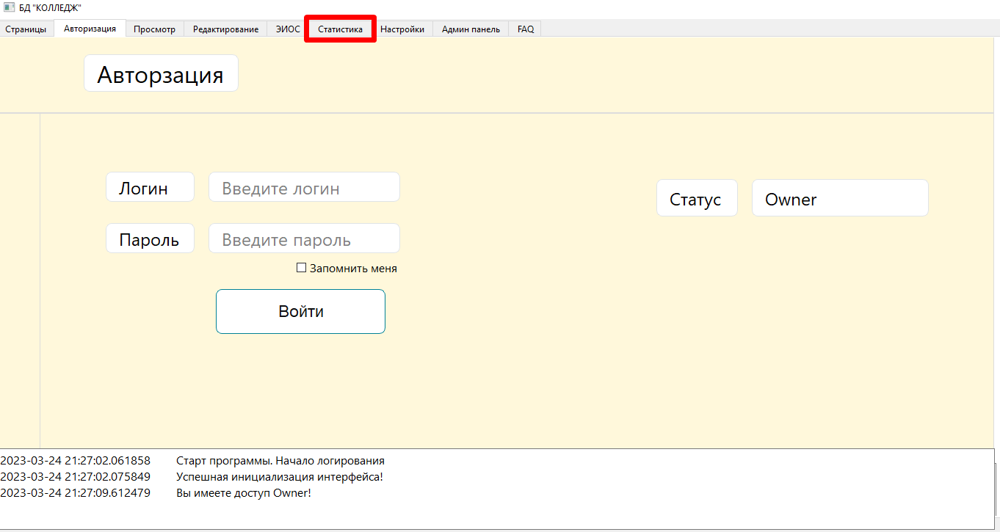 БД "КОЛЛЕДЖ"
Страницы Авторизация Просмотр Редактирование ЭИОС Статистика Настройки Админ панель FAQ
Авторзация
Логин Введите логин
Статус Owner
Пароль Введите пароль
Запомнить меня
Войти
2023-03-24 21:27:02.061858 Старт программы. Начало логирования
2023-03-24 21:27:02.075849 Успешная инициализация интерфейса!
2023-03-24 21:27:09.612479 Вы имеете доступ Owner!